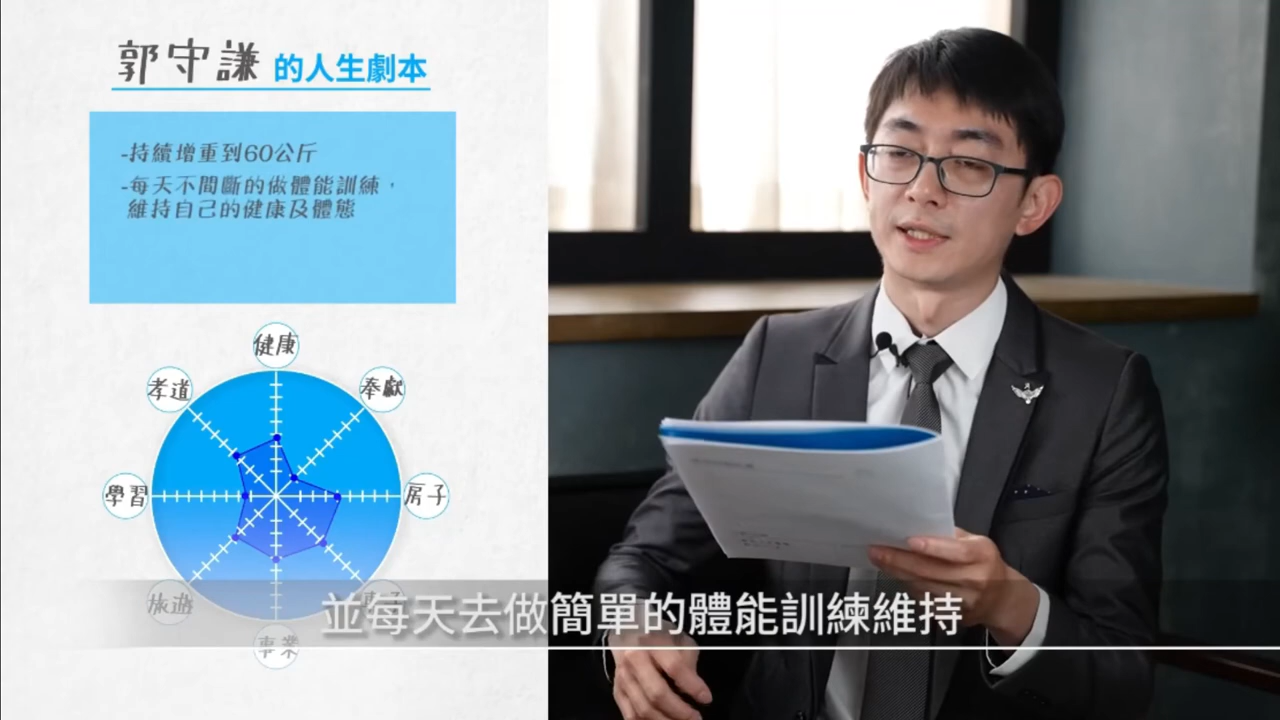 郭守謙 的人生劇本
-持續增重到60公斤
-每天不間斷的做體能訓練，
維持自己的健康及體態
健康
孝道
奉獻
學習
房子
旅遊
車子
事業
並每天去做簡單的體能訓練維持